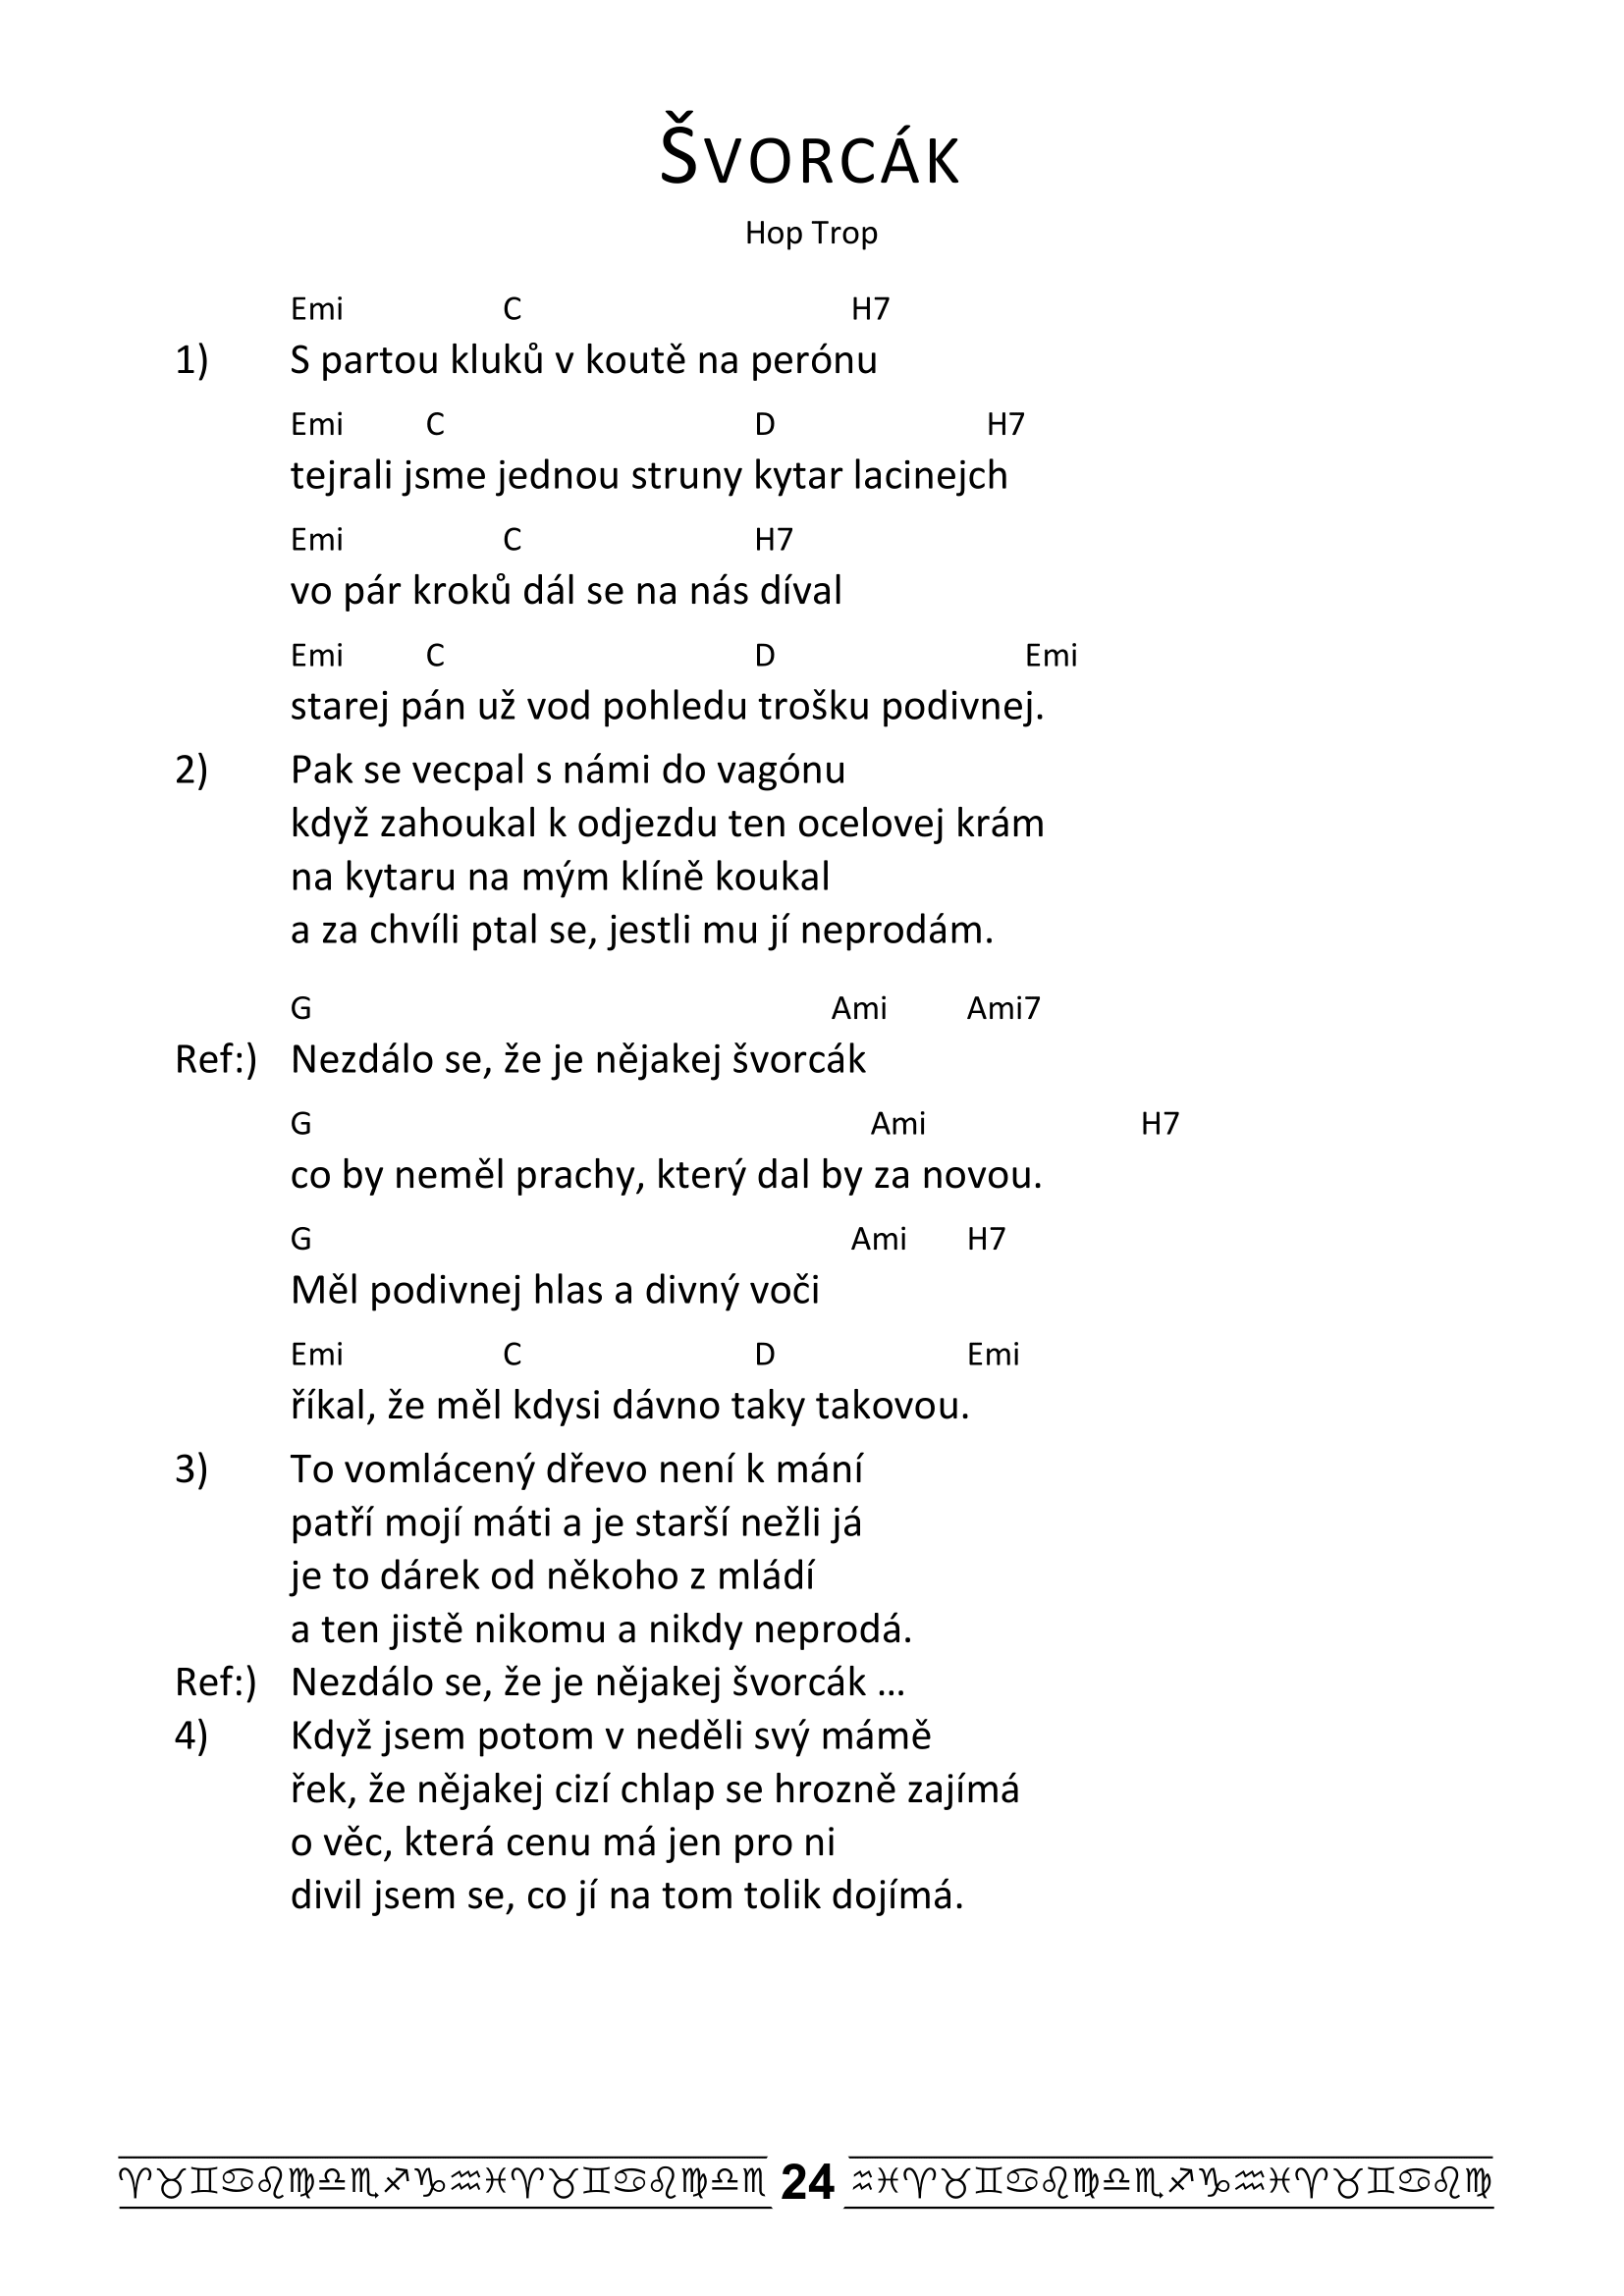 Švorcák
Hop Trop
Emi C H7
1) S partou kluků v koutě na perónu
Emi C D H7
tejrali jsme jednou struny kytar lacinejch
Emi C H7
vo pár kroků dál se na nás díval
Emi C D Emi
starej pán už vod pohledu trošku podivnej.
2) Pak se vecpal s námi do vagónu
když zahoukal k odjezdu ten ocelovej krám
na kytaru na mým klíně koukal
a za chvíli ptal se, jestli mu jí neprodám.
G Ami Ami7
Ref:) Nezdálo se, že je nějakej švorcák
G Ami H7
co by neměl prachy, který dal by za novou.
G Ami H7
Měl podivnej hlas a divný voči
Emi C D Emi
říkal, že měl kdysi dávno taky takovou.
3) To vomlácený dřevo není k mání
patří mojí máti a je starší nežli já
je to dárek od někoho z mládí
a ten jistě nikomu a nikdy neprodá.
Ref:) Nezdálo se, že je nějakej švorcák ...
4) Když jsem potom v neděli svý mámě
řek, že nějakej cizí chlap se hrozně zajímá
o věc, která cenu má jen pro ni
divil jsem se, co jí na tom tolik dojímá.
♈♉♊♋♌♍♎♏♐♑♒♓♈♉♊♋♌♍♎♏ 24 ♒♓♈♉♊♋♌♍♎♏♐♑♒♓♈♉♊♋♌♍